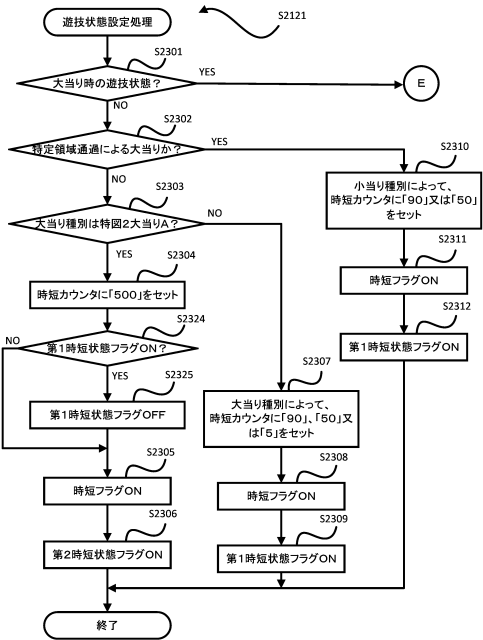 遊技状態設定処理
S2121
S2301
大当り時の遊技状態？
YES
E
NO
S2302
特定領域通過による大当りか？
YES
NO
S2310
小当り種別によって、
時短カウンタに「90」又は「50」
をセット
S2303
大当り種別は特図２大当りＡ？
NO
YES
S2304
時短カウンタに「500」をセット
S2311
時短フラグON
S2312
第１時短状態フラグON
S2324
第１時短状態フラグON？
NO
YES
S2325
第１時短状態フラグOFF
S2307
大当り種別によって、
時短カウンタに「90」、「50」又
は「5」をセット
S2305
時短フラグON
S2308
時短フラグON
S2306
第２時短状態フラグON
S2309
第１時短状態フラグON
終了